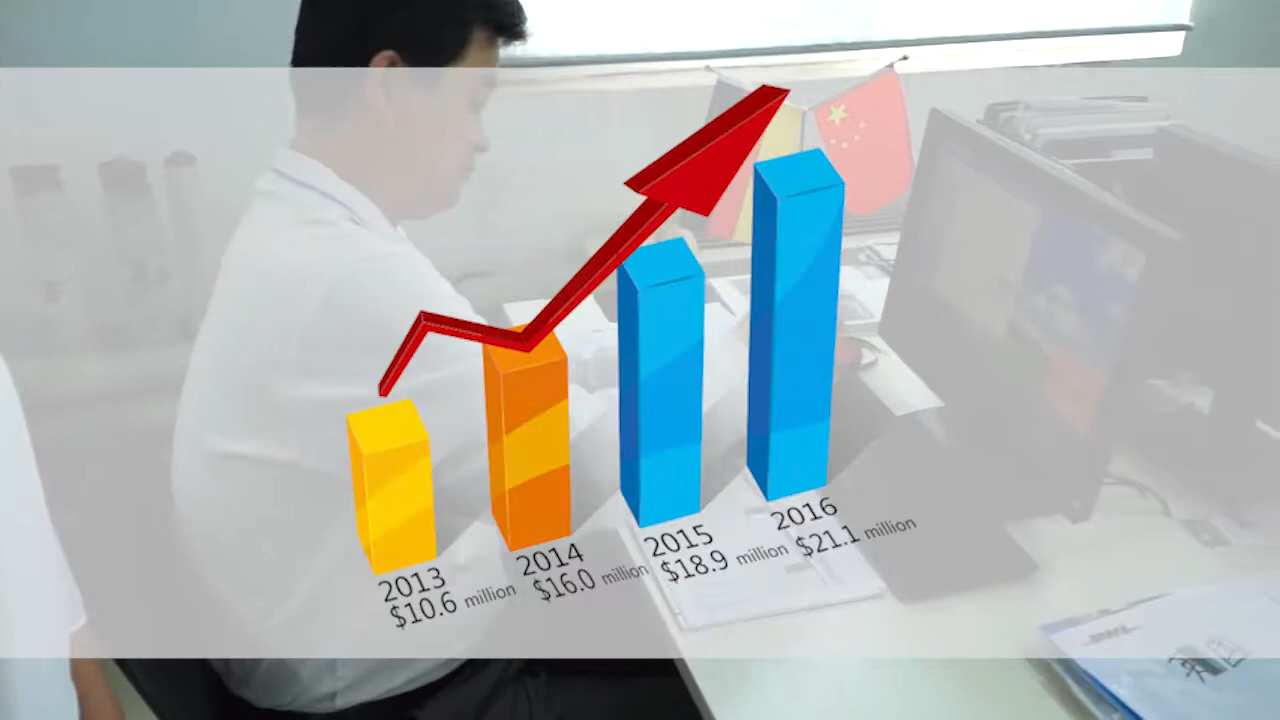 2013
$10.6 million
2014
$16.0 million
2015
$18.9 million
2016
$21.1 million